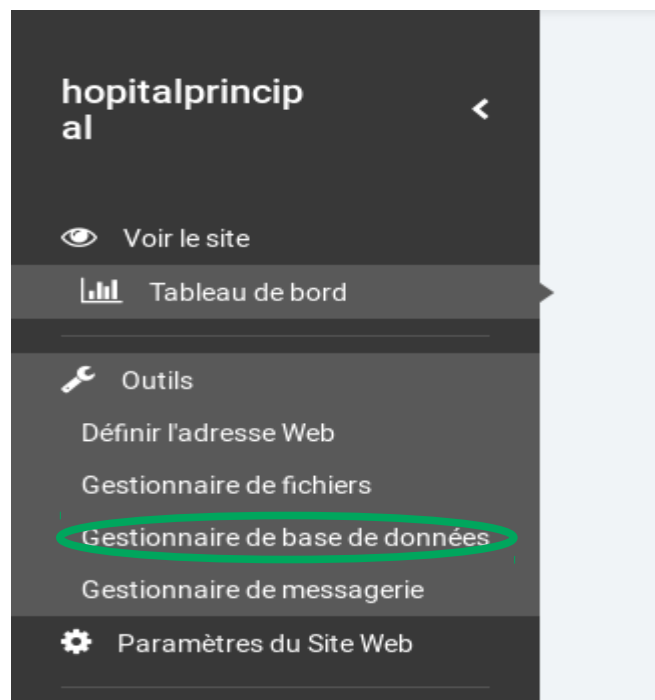 hopitalprincip
al
Voir le site
Tableau de bord
Outils
Définir l'adresse Web
Gestionnaire de fichiers
Gestionnaire de base de données
Gestionnaire de messagerie
Paramètres du Site Web